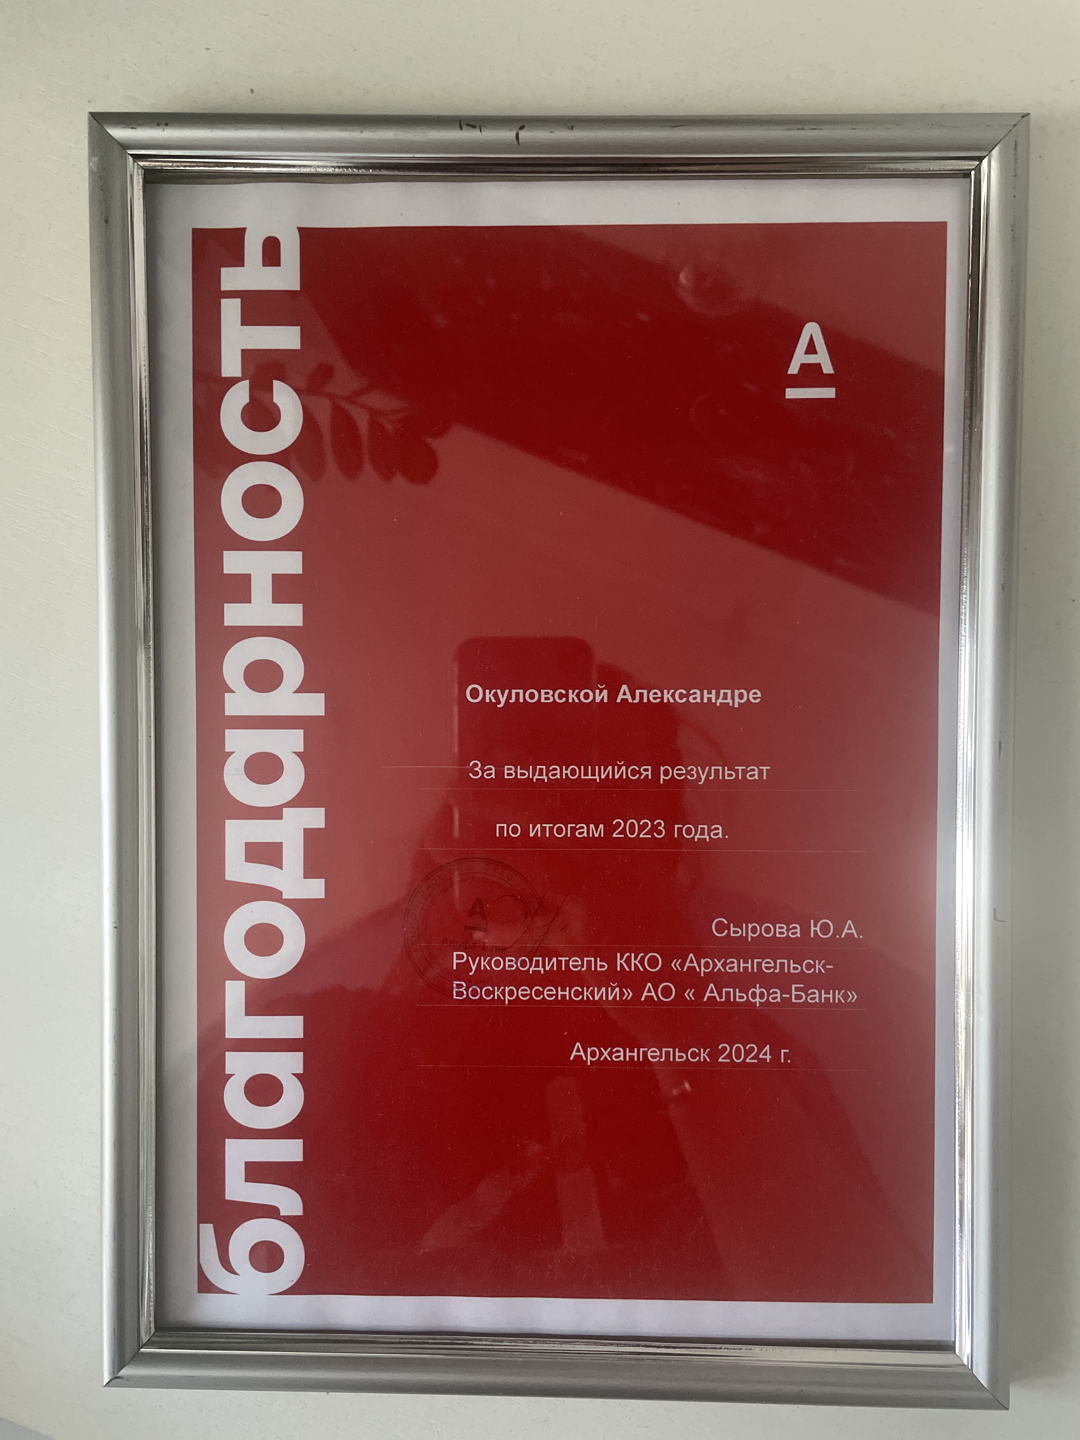 благодарность
А
Окуловской Александре
За выдающийся результат
по итогам 2023 года.
Сырова Ю.А.
Руководитель ККО «Архангельск-
Воскресенский» АО « Альфа-Банк»
Архангельск 2024 г.